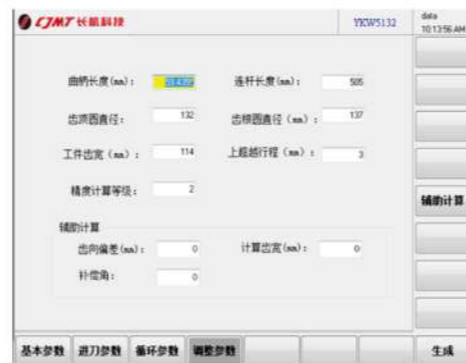 CJMT 长机科技
YKW5132
data
10:13:56 AM
曲柄长度(mm):
连杆长度(mm): 505
齿顶圆直径: 132
齿根圆直径(mm): 137
工件齿宽(mm): 114
上超越行程(mm): 3
精度计算等级: 2
辅助计算
辅助计算
齿向偏差(mm): 0
计算齿宽(mm): 0
补偿角: 0
基本参数 进刀参数 循环参数 调整参数 生成